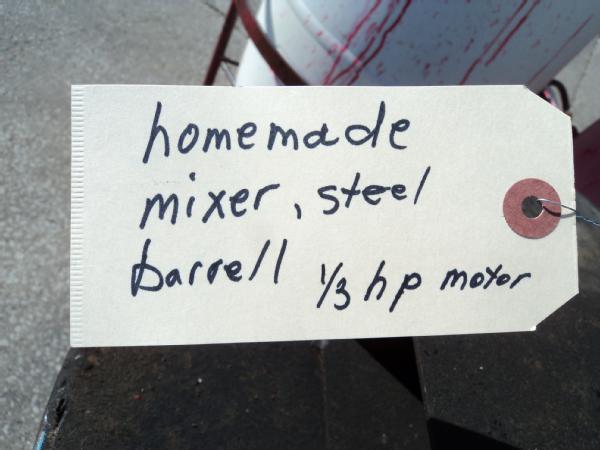 homemade
mixer, steel
barrell 1/3 hp motor